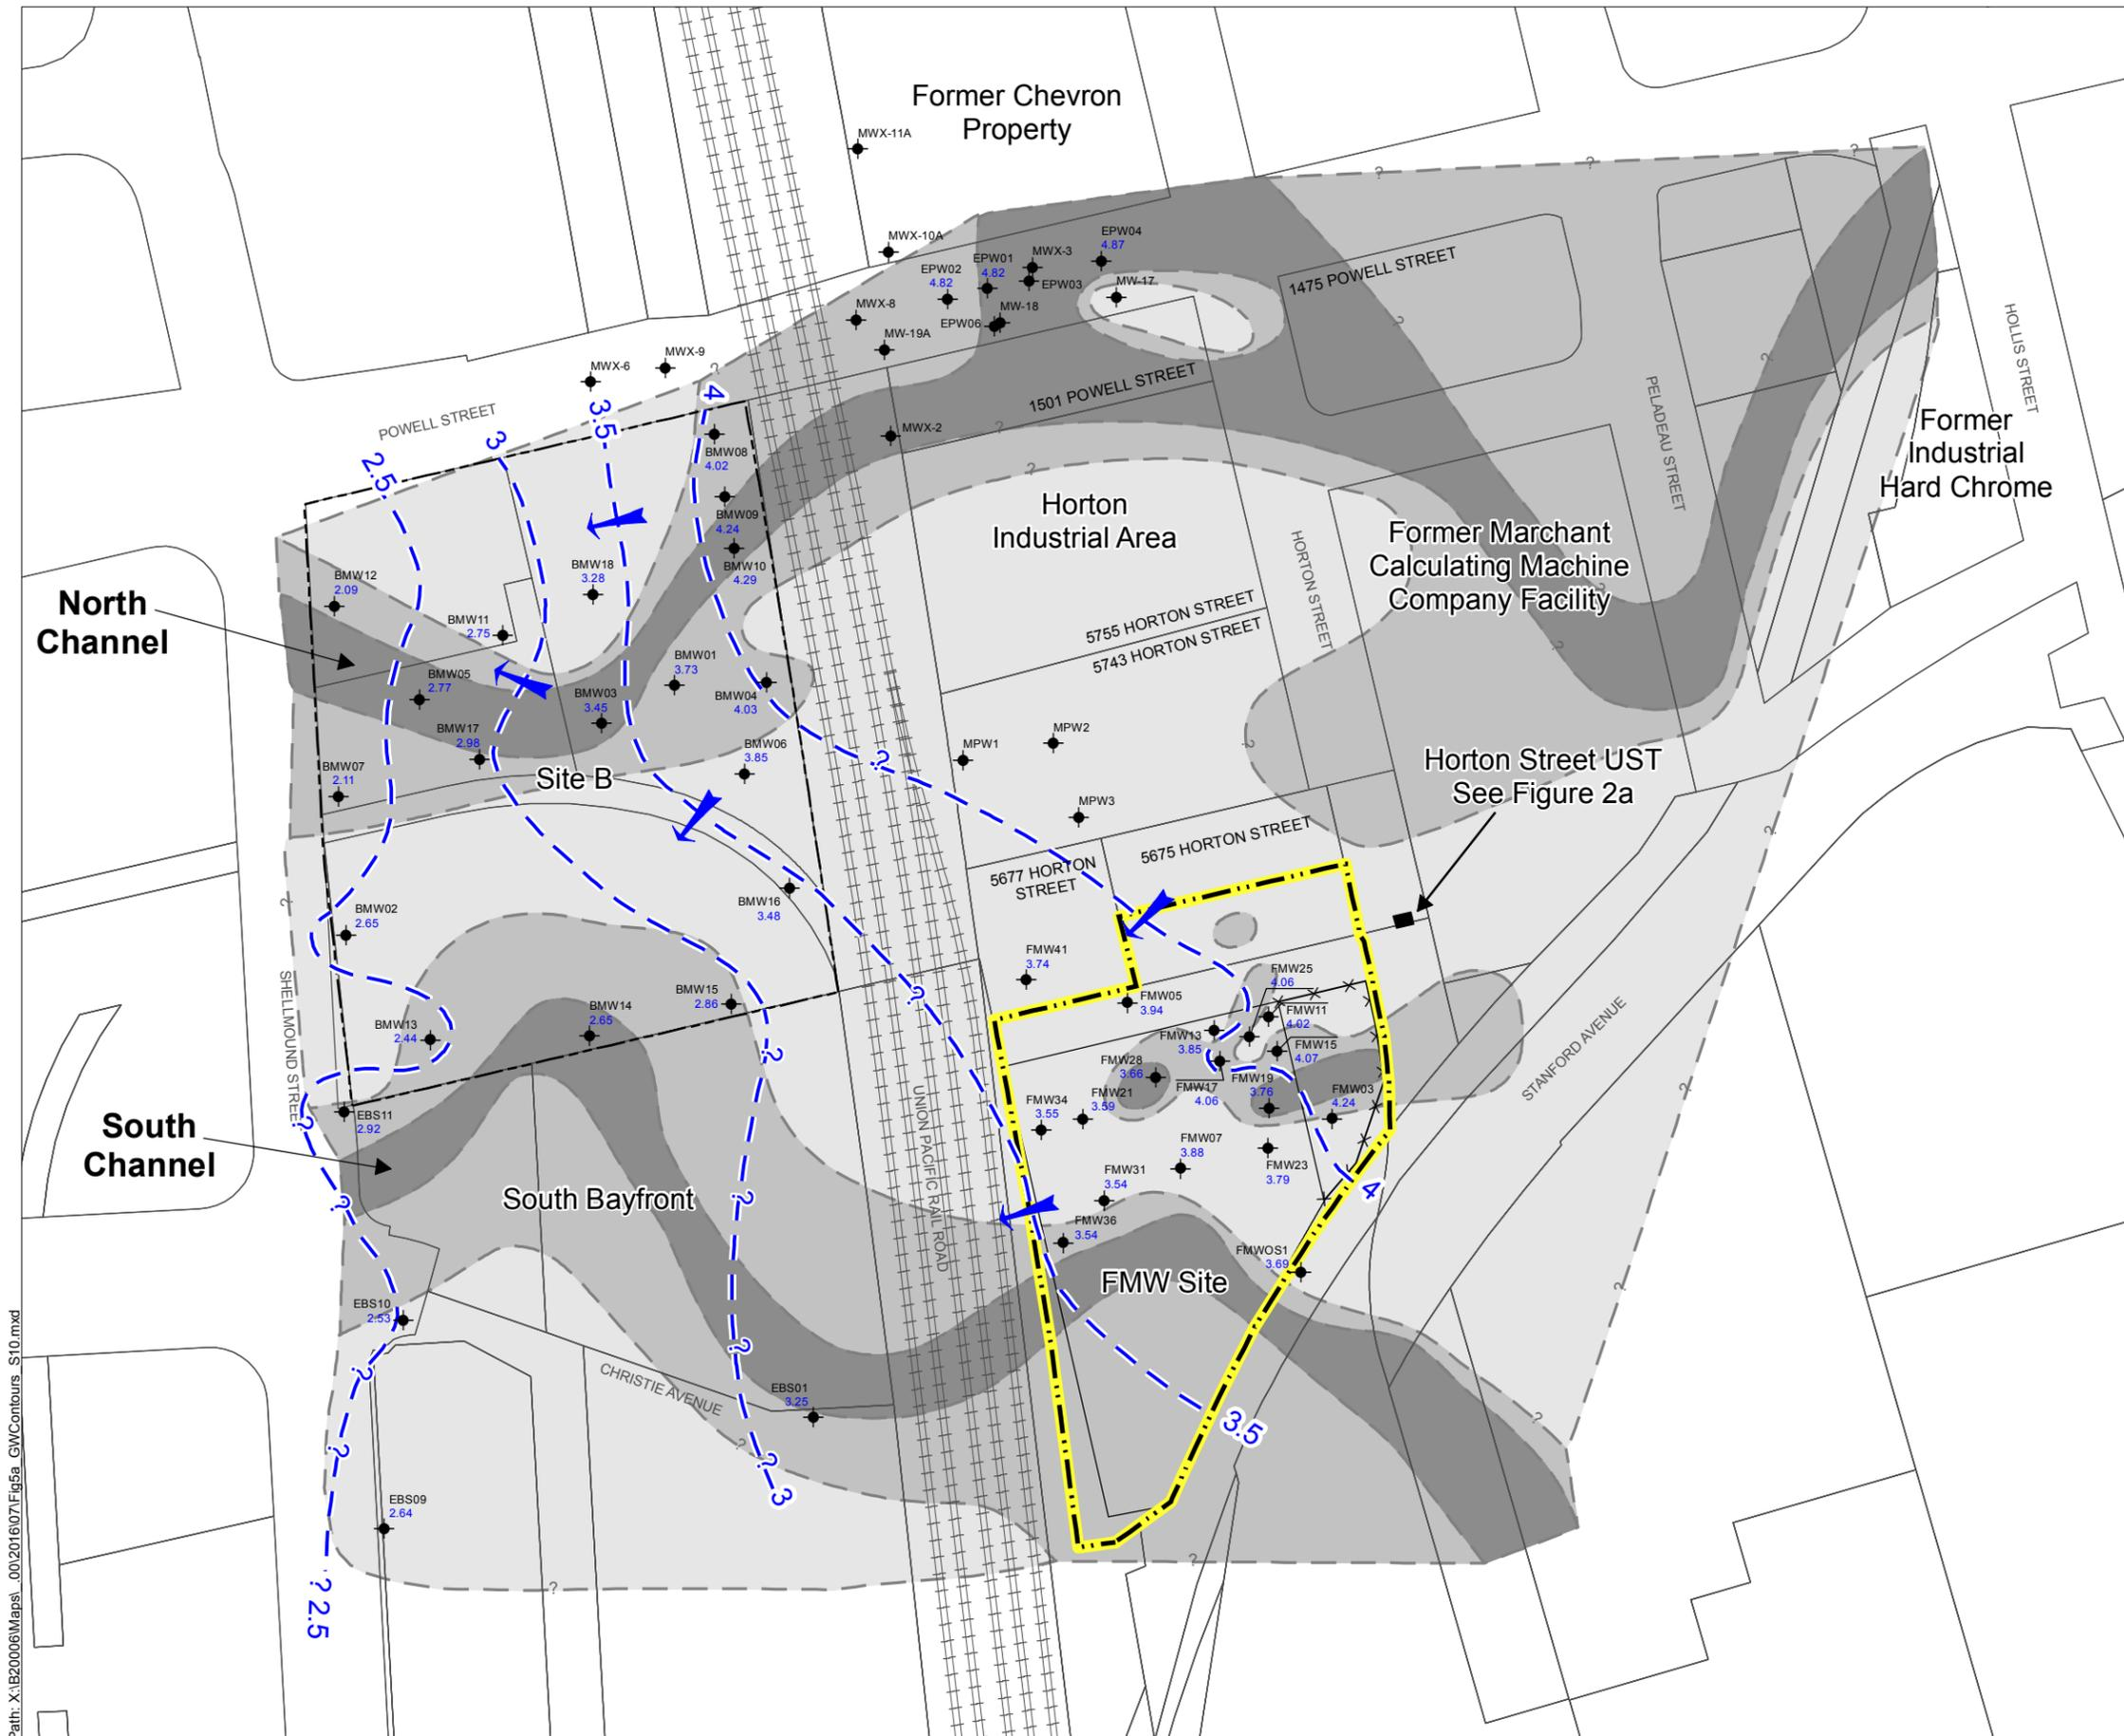 Former Chevron
Property
MWX-11A
MWX-10A
EPW04
4.87
MWX-3
EPW01
4.82
EPW02
4.82
EPW03
MW-17
MWX-8
MW-18
EPW06
MW-19A
1475 POWELL STREET
HOLLIS STREET
MWX-9
MWX-6
POWELL STREET
1501 POWELL STREET
PELADEAU STREET
4
3.5
3
2.5
MWX-2
BMW08
4.02
Former
Industrial
Hard Chrome
Horton
Industrial Area
BMW09
4.24
Former Marchant
Calculating Machine
Company Facility
HORTON STREET
BMW10
4.29
BMW18
3.28
BMW12
2.09
North
Channel
BMW11
2.75
5755 HORTON STREET
5743 HORTON STREET
BMW01
3.73
BMW05
2.77
BMW03
3.45
BMW04
4.03
BMW17
2.98
BMW06
3.85
MPW2
MPW1
BMW07
2.11
Site B
Horton Street UST
See Figure 2a
MPW3
5675 HORTON STREET
5677 HORTON
STREET
BMW16
3.48
BMW02
2.65
FMW41
3.74
FMW25
4.06
SHELLMOUND STREET
BMW15
2.86
FMW05
3.94
FMW11
4.02
BMW14
2.65
BMW13
2.44
FMW13
3.85
FMW15
4.07
FMW28
3.66
FMW17
4.06
FMW19
3.76
FMW03
4.24
FMW21
3.59
FMW34
3.55
STANFORD AVENUE
EBS11
2.92
South
Channel
UNION PACIFIC RAIL ROAD
FMW07
3.88
FMW23
3.79
FMW31
3.54
4
South Bayfront
FMW36
3.54
FMWOS1
3.69
FMW Site
EBS10
2.53
CHRISTIE AVENUE
EBS01
3.25
3.5
3
EBS09
2.64
? 2.5
Path: X:\B20006\Maps\_00\2016\07\Fig5a_GWContours_S10.mxd